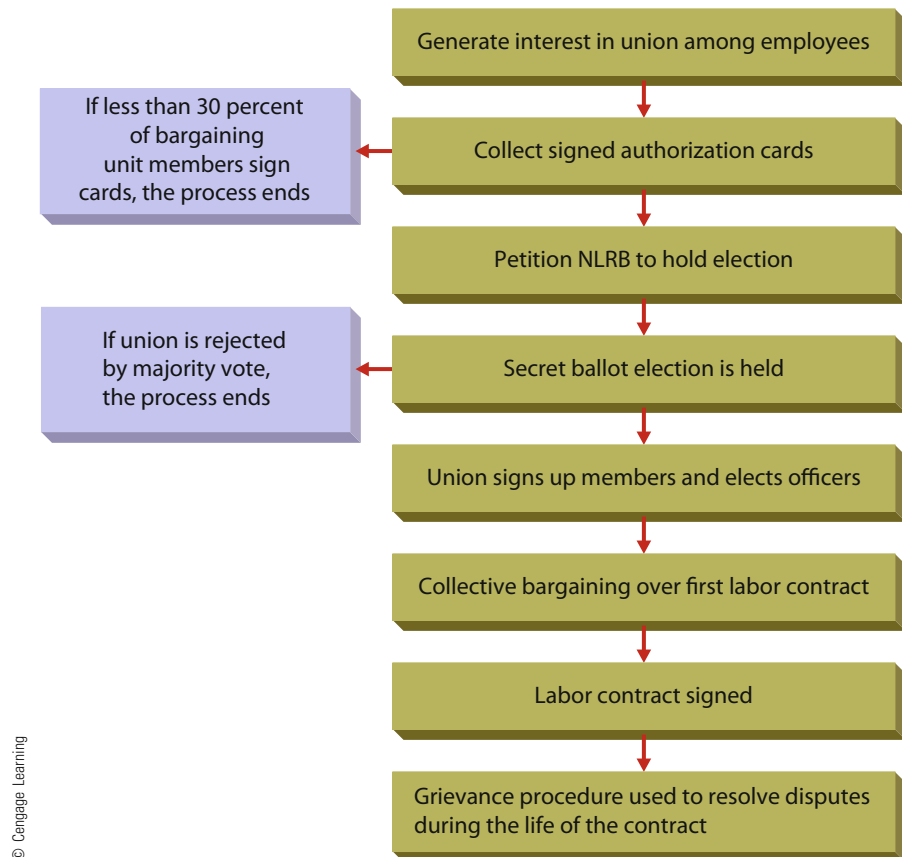 Generate interest in union among employees
If less than 30 percent
of bargaining
unit members sign
cards, the process ends
Collect signed authorization cards
Petition NLRB to hold election
If union is rejected
by majority vote,
the process ends
Secret ballot election is held
Union signs up members and elects officers
Collective bargaining over first labor contract
Labor contract signed
Grievance procedure used to resolve disputes
during the life of the contract
© Cengage Learning